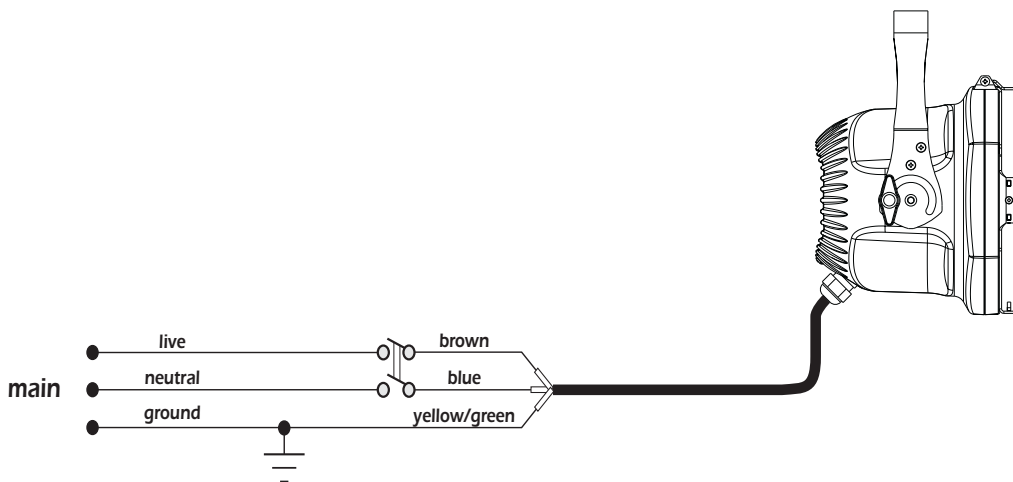 live
brown
main
neutral
blue
ground
yellow/green